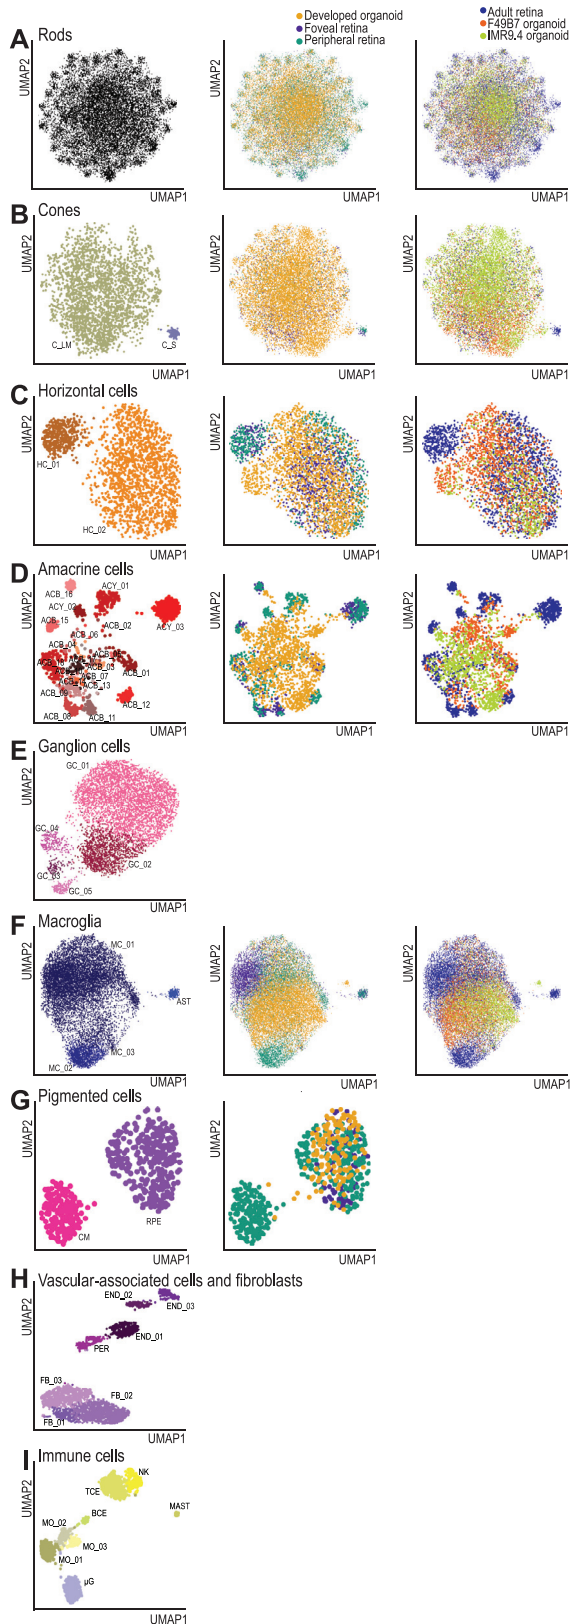 Developed organoid
Foveal retina
Peripheral retina
Adult retina
F49B7 organoid
IMR9.4 organoid
A Rods
UMAP2
UMAP2
UMAP2
UMAP1
UMAP1
UMAP1
B Cones
UMAP2
UMAP2
UMAP2
C_LM
C_S
UMAP1
UMAP1
UMAP1
C Horizontal cells
UMAP2
UMAP2
UMAP2
HC_01
HC_02
UMAP1
UMAP1
UMAP1
D Amacrine cells
UMAP2
UMAP2
UMAP2
ACB_16
ACY_01
ACY_02
ACB_15
ACB_02
ACY_03
ACB_06
ACB_04
ACB_03
ACB_01
ACB_07
ACB_09
ACB_13
ACB_12
ACB_08
ACB_11
UMAP1
UMAP1
UMAP1
E Ganglion cells
UMAP2
GC_01
GC_04
GC_02
GC_03
GC_05
UMAP1
F Macroglia
UMAP2
UMAP2
UMAP2
MC_01
AST
MC_03
MC_02
UMAP1
UMAP1
UMAP1
G Pigmented cells
UMAP2
UMAP2
RPE
CM
UMAP1
UMAP1
H Vascular-associated cells and fibroblasts
UMAP2
END_02
END_03
END_01
PER
FB_03
FB_02
FB_01
UMAP1
I Immune cells
UMAP2
NK
TCE
MAST
BCE
MO_02
MO_03
MO_01
µG
UMAP1